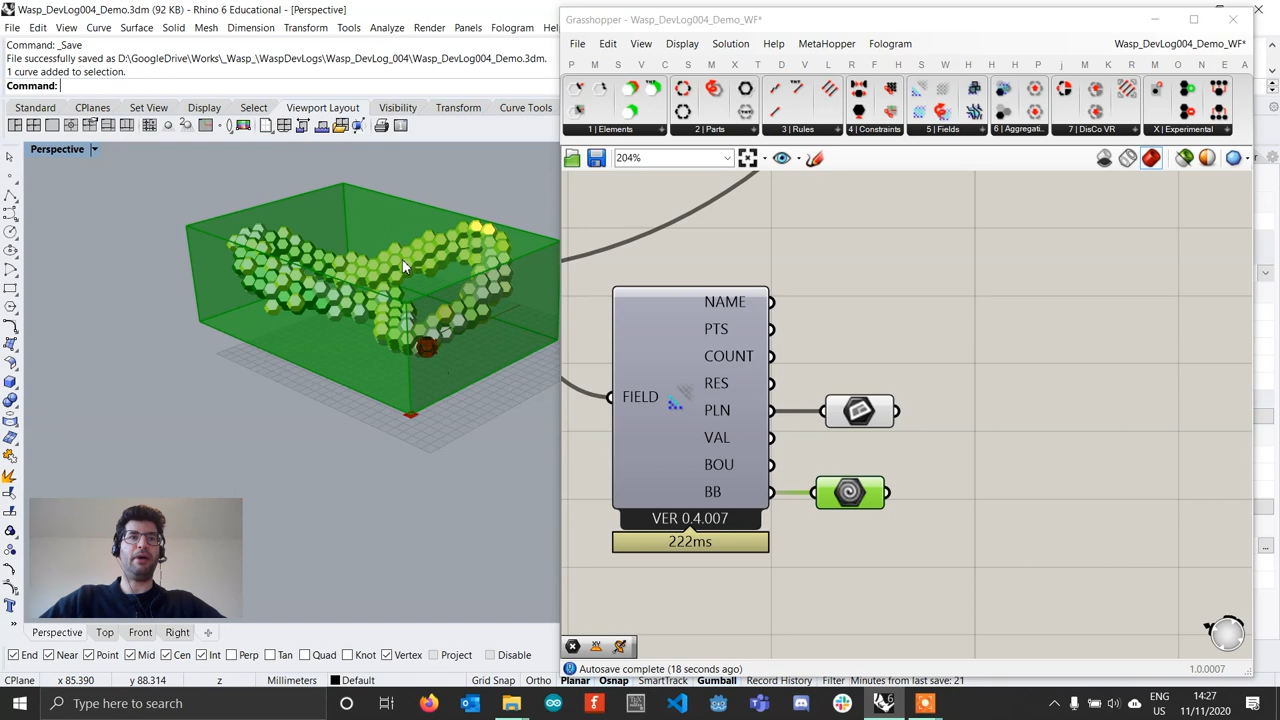 Wasp_DevLog004_Demo.3dm (92 KB) - Rhino 6 Educational - [Perspective]
File Edit View Curve Surface Solid Mesh Dimension Transform Tools Analyze Render Panels Fologram Help
Command: _Save
File successfully saved as D:\GoogleDrive\Works\_Wasp_\WaspDevLogs\Wasp_DevLog_004\Wasp_DevLog004_Demo.3dm.
1 curve added to selection.
Command:
Standard CPlanes Set View Display Select Viewport Layout Visibility Transform Curve Tools
Perspective
Grasshopper - Wasp_DevLog004_Demo_WF*
File Edit View Display Solution Help MetaHopper Fologram Wasp_DevLog004_Demo_WF*
1 | Elements 2 | Parts 3 | Rules 4 | Constraints 5 | Fields 6 | Aggregati... 7 | DisCo VR X | Experimental
204%
NAME
PTS
COUNT
RES
FIELD
PLN
VAL
BOU
BB
VER 0.4.007
222ms
Perspective Top Front Right
End Near Point Mid Cen Int Perp Tan Quad Knot Vertex Project Disable
Autosave complete (18 seconds ago) 1.0.0007
CPlane x 85.390 y 88.314 z Millimeters Default Grid Snap Ortho Planar Osnap SmartTrack Gumball Record History Filter Minutes from last save: 21
Type here to search
ENG
US
14:27
11/11/2020